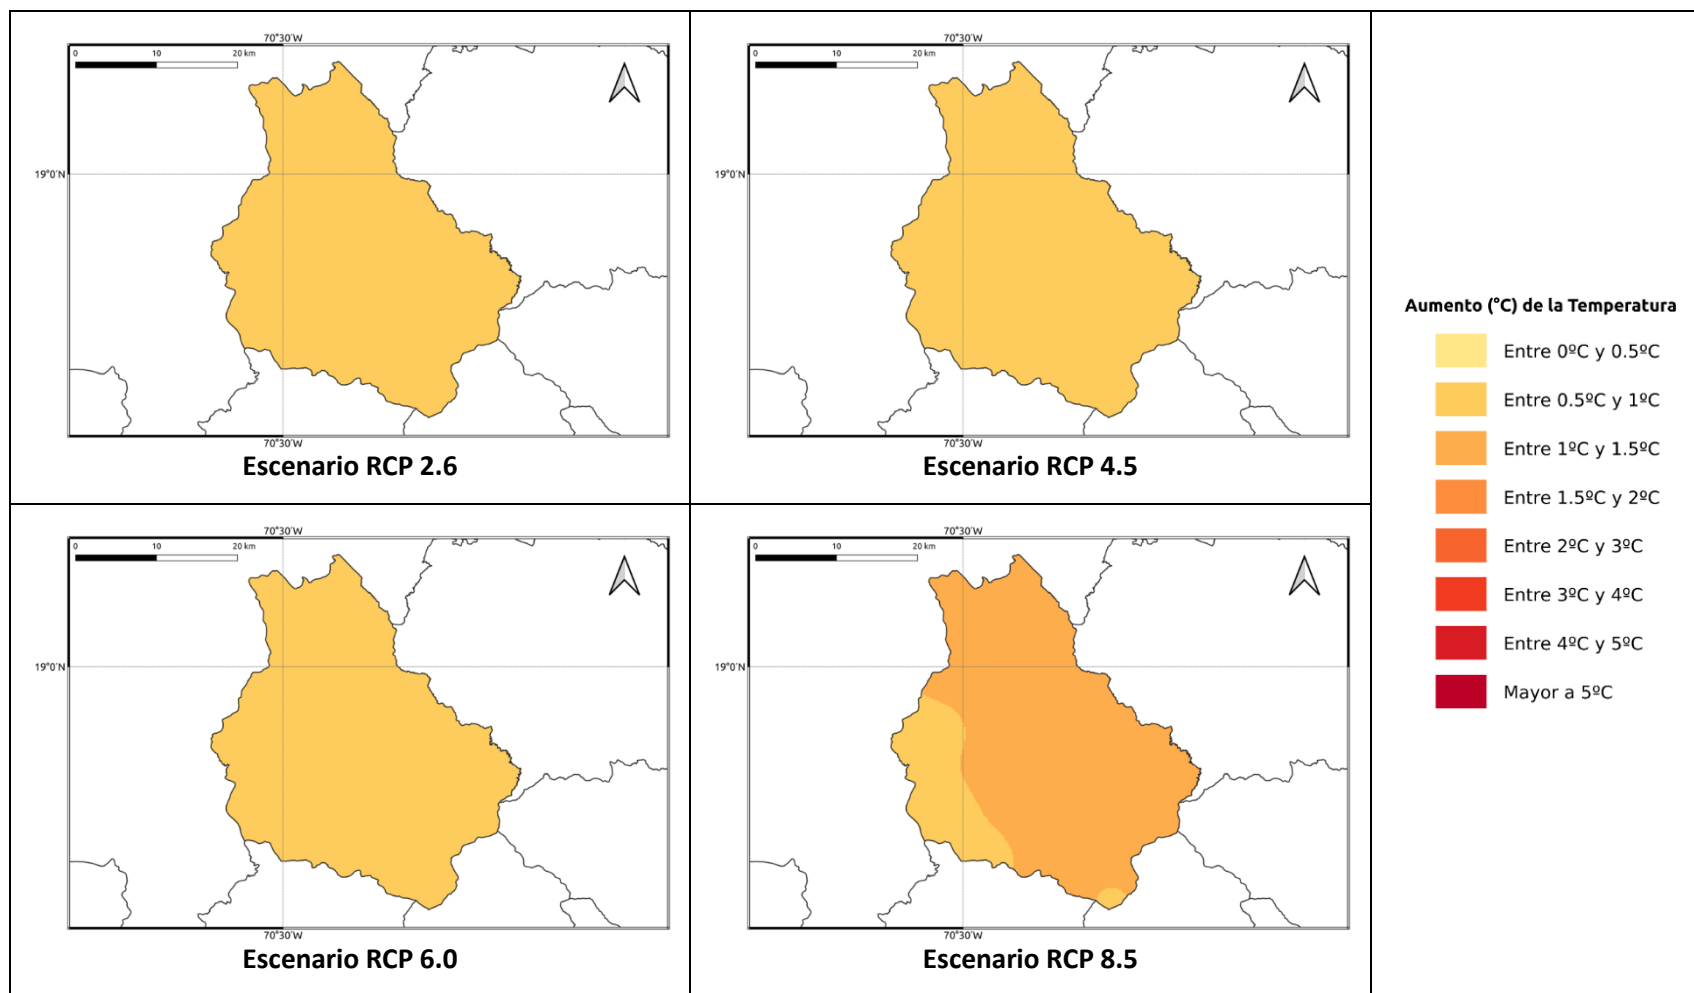 70°30'W
0 10 20 km
19°0'N
70°30'W
Escenario RCP 2.6
70°30'W
0 10 20 km
19°0'N
70°30'W
Escenario RCP 4.5
70°30'W
0 10 20 km
19°0'N
70°30'W
Escenario RCP 6.0
70°30'W
0 10 20 km
19°0'N
70°30'W
Escenario RCP 8.5
Aumento (°C) de la Temperatura
Entre 0ºC y 0.5ºC
Entre 0.5ºC y 1ºC
Entre 1ºC y 1.5ºC
Entre 1.5ºC y 2ºC
Entre 2ºC y 3ºC
Entre 3ºC y 4ºC
Entre 4ºC y 5ºC
Mayor a 5ºC